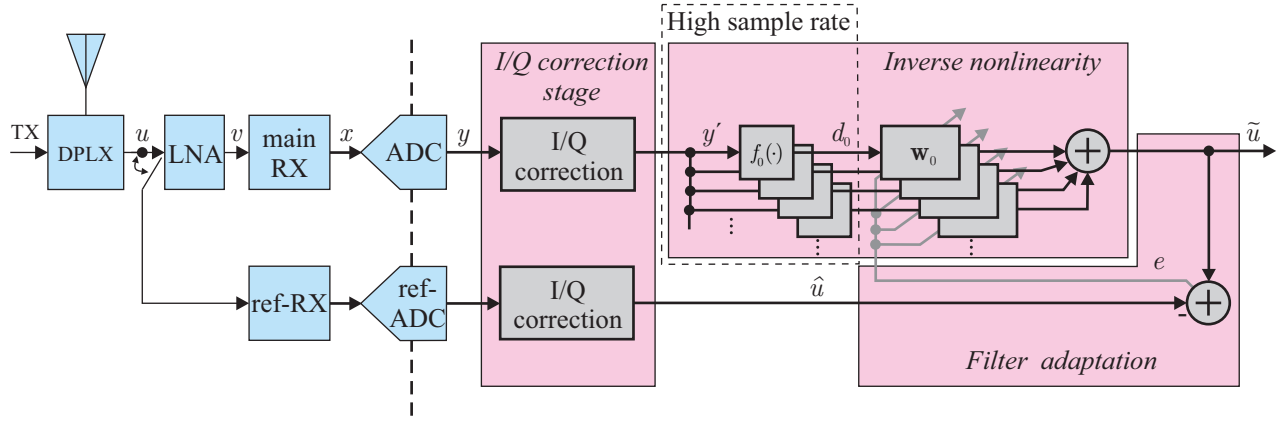 High sample rate
I/Q correction
stage
Inverse nonlinearity
TX
DPLX
u
LNA
v
main
RX
x
ADC
y
I/Q
correction
y′
f₀(·)
d₀
w₀
+
ũ
ref-RX
ref-
ADC
I/Q
correction
û
e
+
-
Filter adaptation